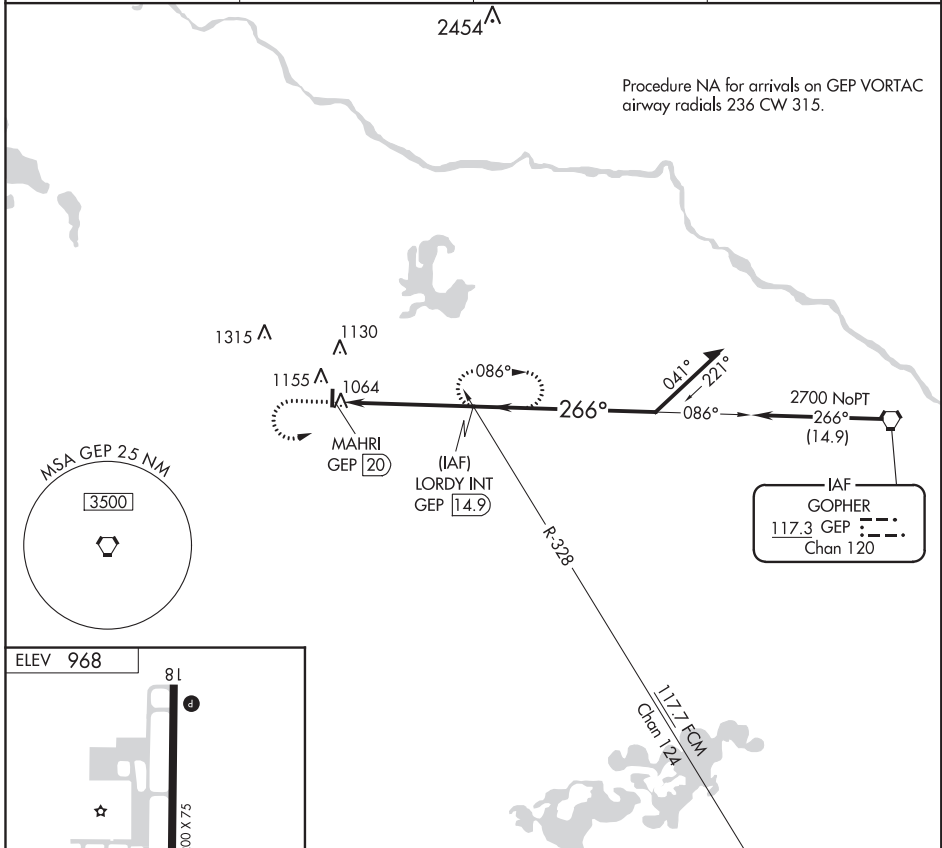 2454
Procedure NA for arrivals on GEP VORTAC
airway radials 236 CW 315.
1315
1130
1155
1064
086°
041°
221°
2700 NoPT
266°
086°
266°
(14.9)
MAHRI
GEP 20
(IAF)
LORDY INT
GEP 14.9
IAF
GOPHER
117.3 GEP
Chan 120
MSA GEP 25 NM
3500
R-328
117.7 FCM
Chan 124
ELEV 968
18
P
00 X 75